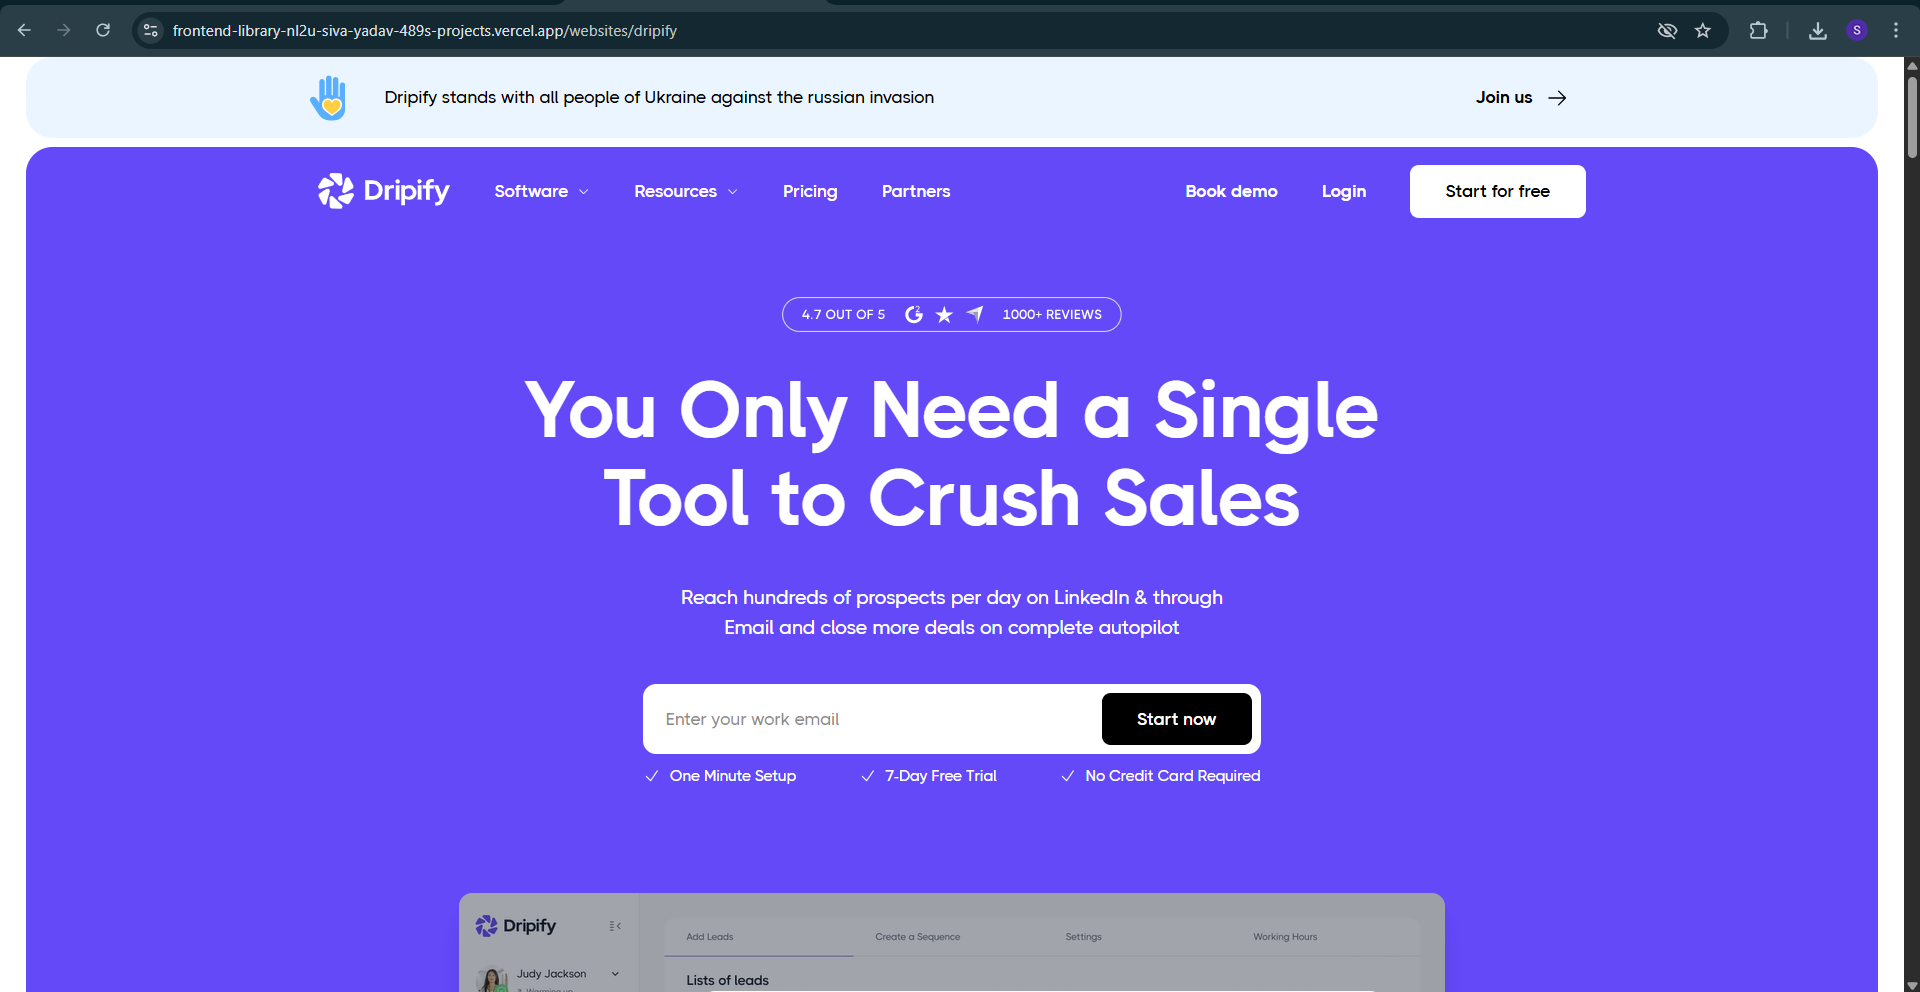 frontend-library-nl2u-siva-yadav-489s-projects.vercel.app/websites/dripify
S
Dripify stands with all people of Ukraine against the russian invasion
Join us
Dripify
Software
Resources
Pricing
Partners
Book demo
Login
Start for free
4.7 OUT OF 5
1000+ REVIEWS
You Only Need a Single
Tool to Crush Sales
Reach hundreds of prospects per day on LinkedIn & through
Email and close more deals on complete autopilot
Enter your work email
Start now
One Minute Setup
7-Day Free Trial
No Credit Card Required
Dripify
Add Leads
Create a Sequence
Settings
Working Hours
Judy Jackson
Lists of leads